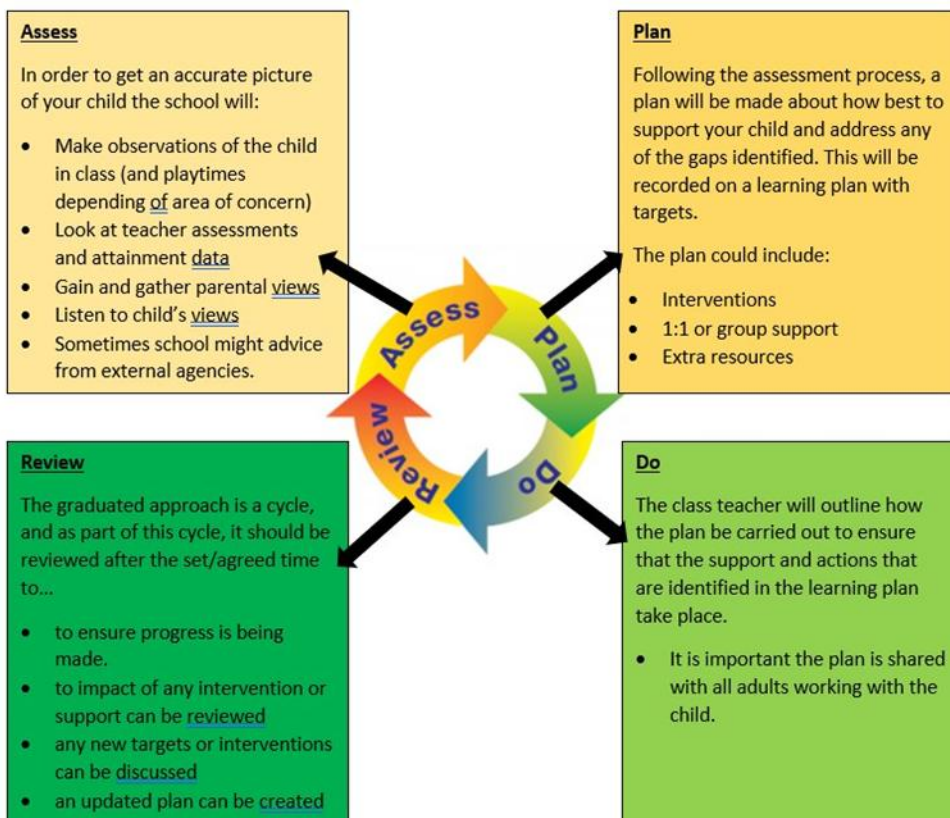 Assess
In order to get an accurate picture
of your child the school will:
• Make observations of the child
in class (and playtimes
depending of area of concern)
• Look at teacher assessments
and attainment data
• Gain and gather parental views
• Listen to child's views
• Sometimes school might advice
from external agencies.
Plan
Following the assessment process, a
plan will be made about how best to
support your child and address any
of the gaps identified. This will be
recorded on a learning plan with
targets.
The plan could include:
• Interventions
• 1:1 or group support
• Extra resources
Assess
Plan
Do
Review
Review
The graduated approach is a cycle,
and as part of this cycle, it should be
reviewed after the set/agreed time
to...
• to ensure progress is being
made.
• to impact of any intervention or
support can be reviewed
• any new targets or interventions
can be discussed
• an updated plan can be created
Do
The class teacher will outline how
the plan be carried out to ensure
that the support and actions that
are identified in the learning plan
take place.
• It is important the plan is shared
with all adults working with the
child.